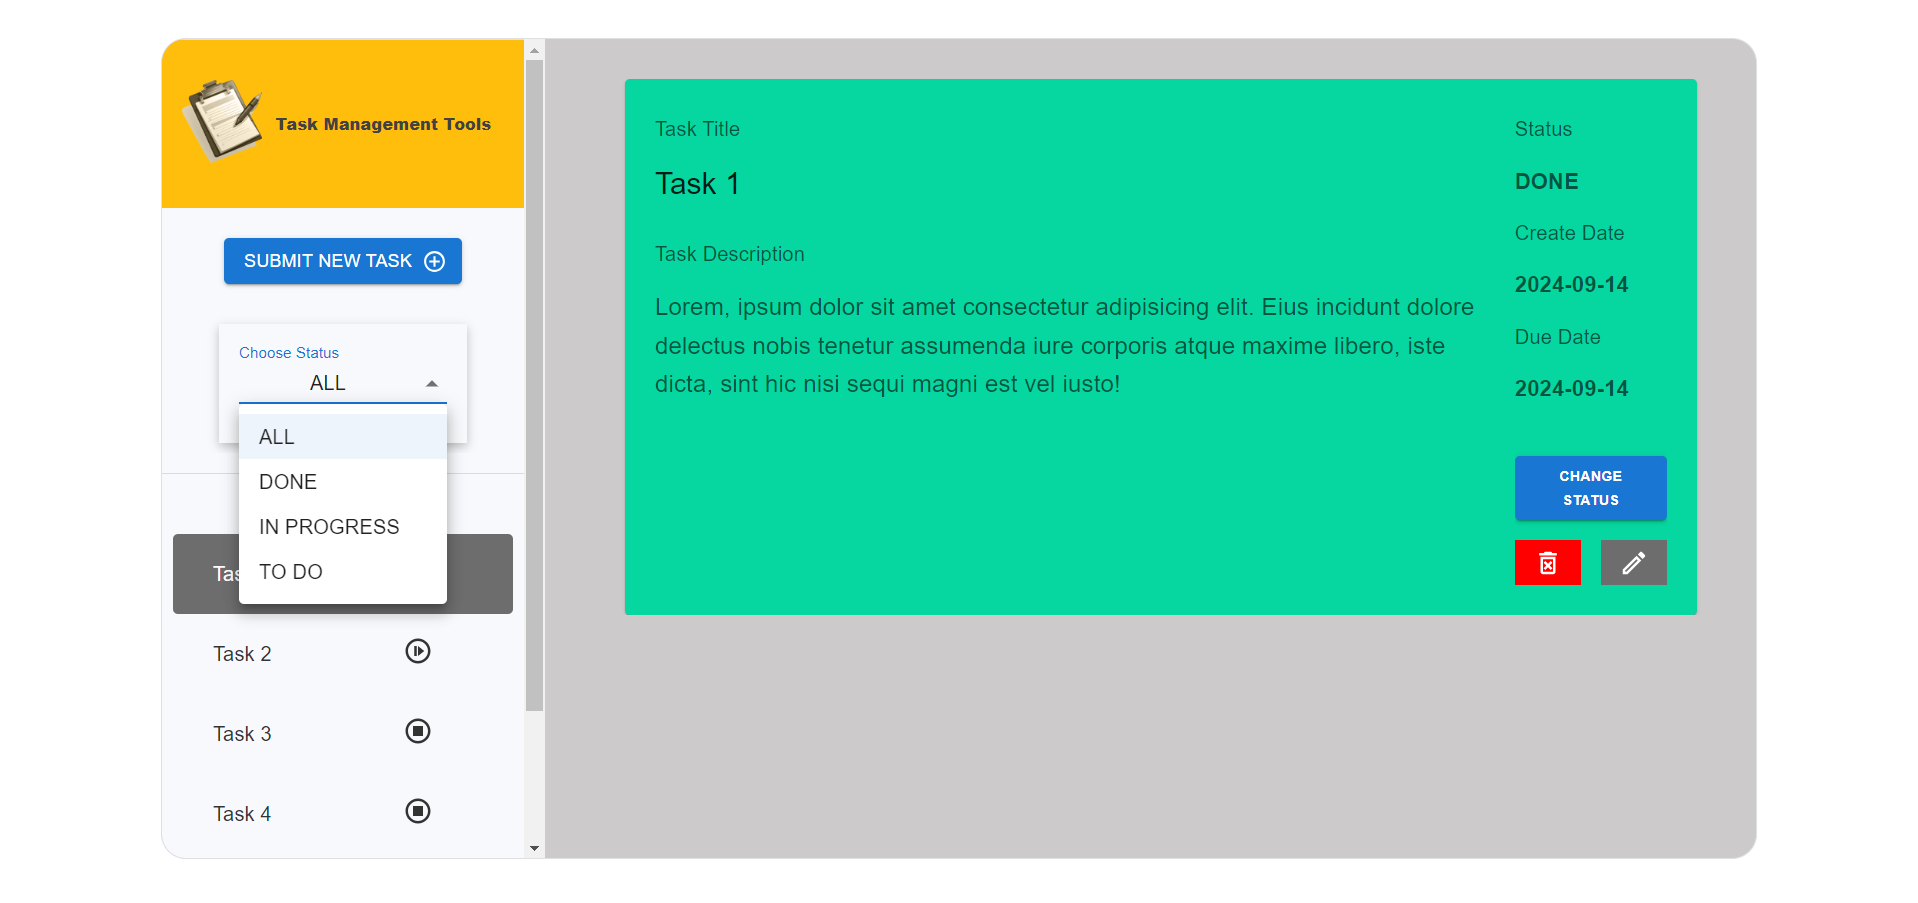 Task Management Tools
SUBMIT NEW TASK
Choose Status
ALL
ALL
DONE
IN PROGRESS
TO DO
Task 2
Task 3
Task 4
Task Title
Task 1
Task Description
Lorem, ipsum dolor sit amet consectetur adipisicing elit. Eius incidunt dolore
delectus nobis tenetur assumenda iure corporis atque maxime libero, iste
dicta, sint hic nisi sequi magni est vel iusto!
Status
DONE
Create Date
2024-09-14
Due Date
2024-09-14
CHANGE
STATUS